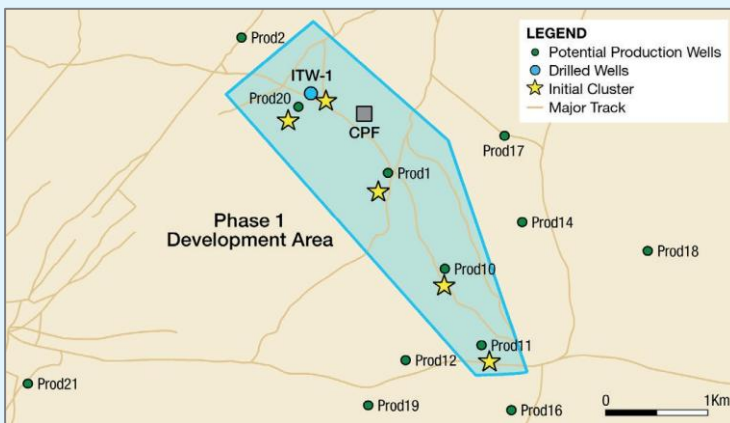 Prod2
LEGEND
Potential Production Wells
Drilled Wells
Initial Cluster
Major Track
ITW-1
Prod20
CPF
Prod17
Prod1
Phase 1
Development Area
Prod14
Prod18
Prod10
Prod11
Prod12
Prod21
Prod19
Prod16
0 1Km